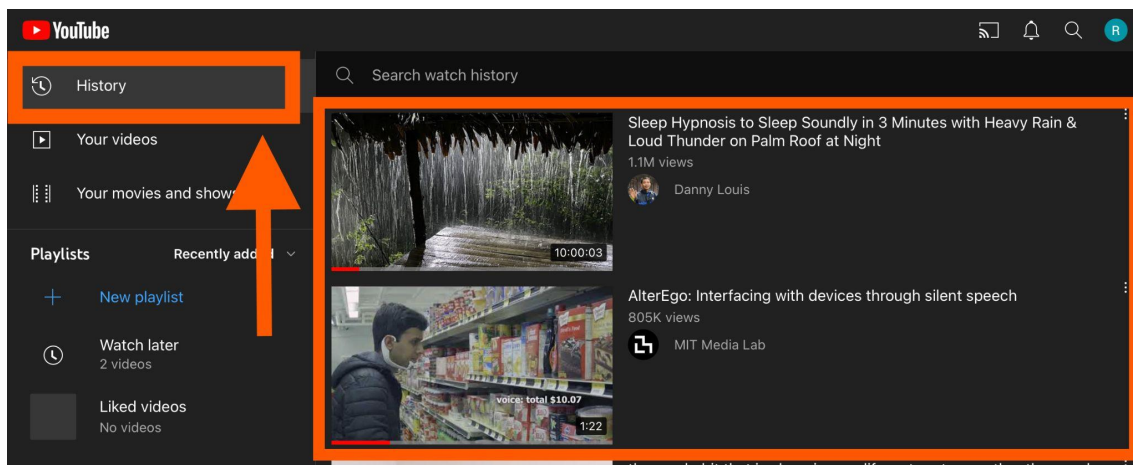 YouTube
R
History
Your videos
Your movies and shows
Playlists
Recently added
New playlist
Watch later
2 videos
Liked videos
No videos
Search watch history
Sleep Hypnosis to Sleep Soundly in 3 Minutes with Heavy Rain &
Loud Thunder on Palm Roof at Night
1.1M views
Danny Louis
10:00:03
AlterEgo: Interfacing with devices through silent speech
805K views
MIT Media Lab
voice: total $10.07
1:22